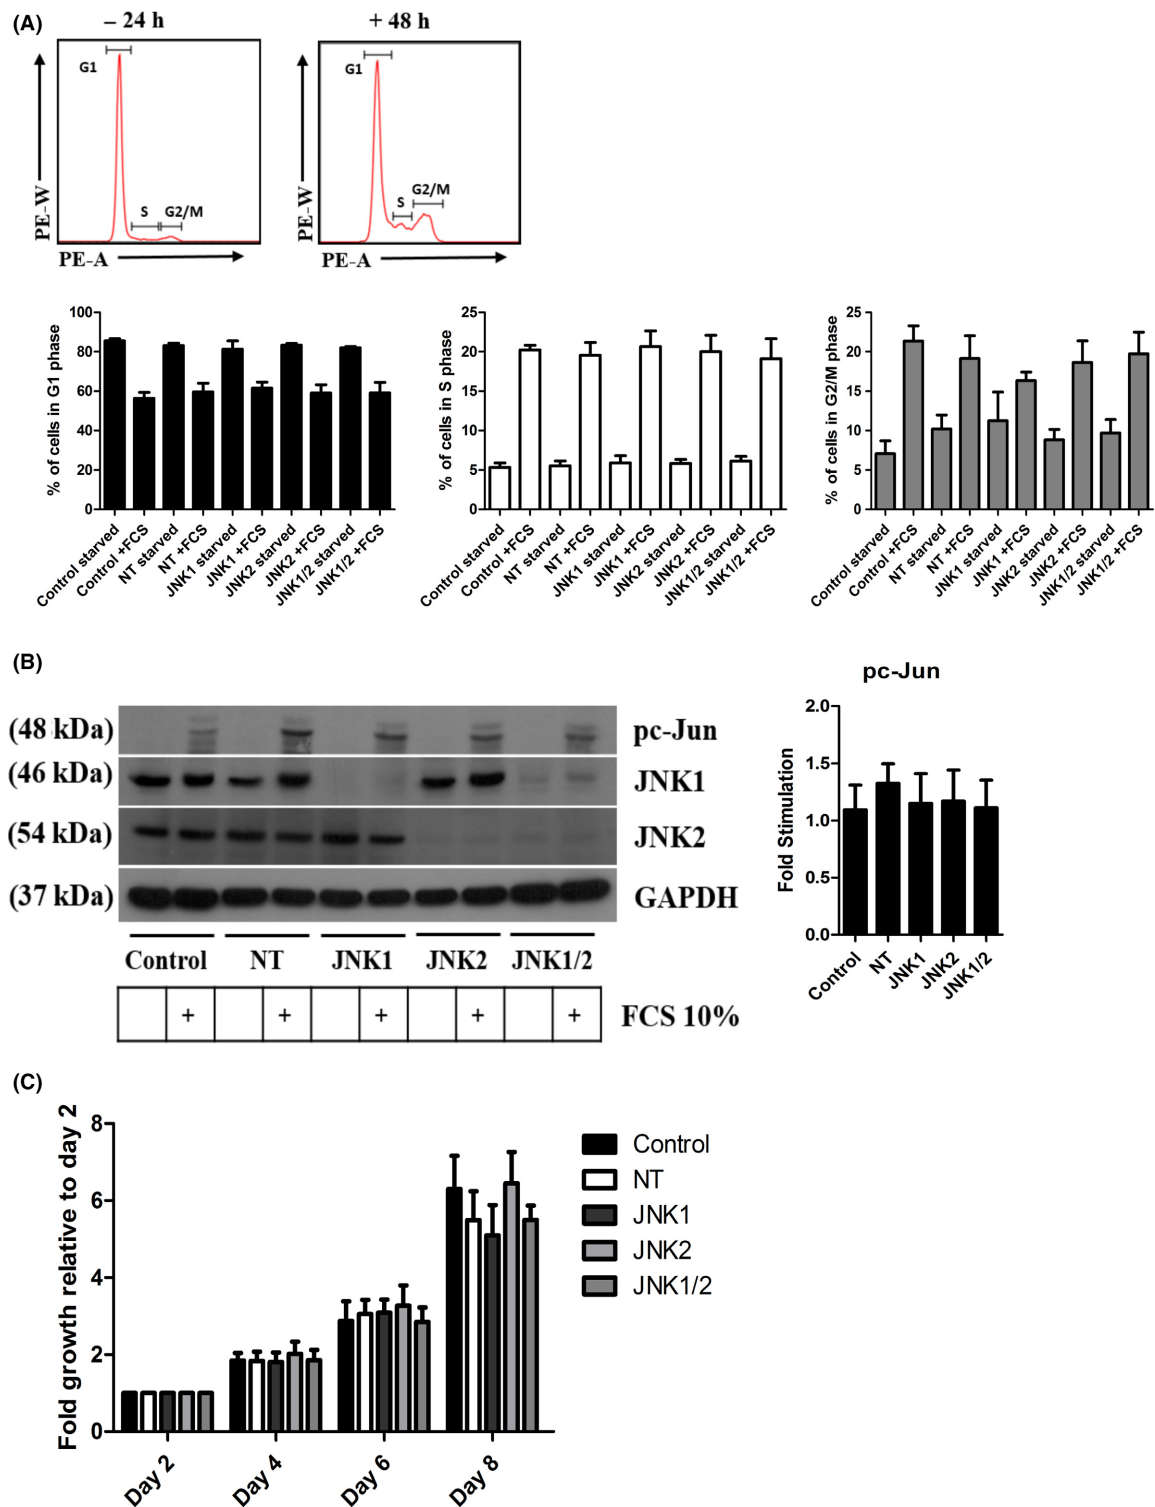 (A)
– 24 h
+ 48 h
G1
S
G2/M
PE-W
PE-A
G1
S
G2/M
PE-W
PE-A
% of cells in G1 phase
100
80
60
40
20
0
Control starved
Control +FCS
NT starved
NT +FCS
JNK1 starved
JNK1 +FCS
JNK2 starved
JNK2 +FCS
JNK1/2 starved
JNK1/2 +FCS
% of cells in S phase
25
20
15
10
5
0
Control starved
Control +FCS
NT starved
NT +FCS
JNK1 starved
JNK1 +FCS
JNK2 starved
JNK2 +FCS
JNK1/2 starved
JNK1/2 +FCS
% of cells in G2/M phase
25
20
15
10
5
0
Control starved
Control +FCS
NT starved
NT +FCS
JNK1 starved
JNK1 +FCS
JNK2 starved
JNK2 +FCS
JNK1/2 starved
JNK1/2 +FCS
(B)
(48 kDa) pc-Jun
(46 kDa) JNK1
(54 kDa) JNK2
(37 kDa) GAPDH
Control NT JNK1 JNK2 JNK1/2
+ + + + + FCS 10%
pc-Jun
Fold Stimulation
2.0
1.5
1.0
0.5
0.0
Control
NT
JNK1
JNK2
JNK1/2
(C)
Fold growth relative to day 2
8
6
4
2
0
Day 2
Day 4
Day 6
Day 8
Control
NT
JNK1
JNK2
JNK1/2